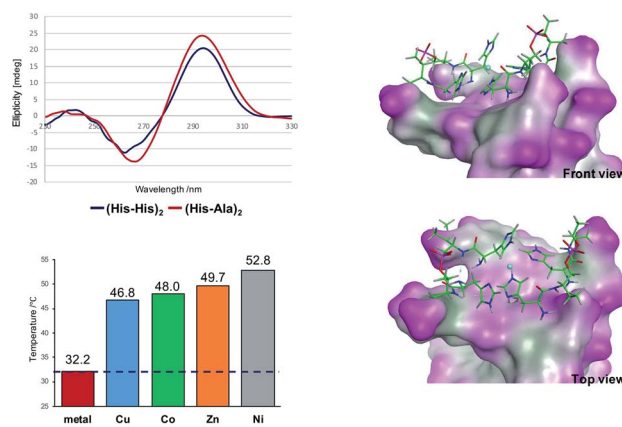 Ellipticity [mdeg]
30
25
20
15
10
5
0
-5
-10
-15
-20
230 250 270 290 310 330
Wavelength /nm
(His-His)₂ (His-Ala)₂
Front view
Temperature /°C
55
50
45
40
35
30
25
32.2 46.8 48.0 49.7 52.8
metal Cu Co Zn Ni
Top view